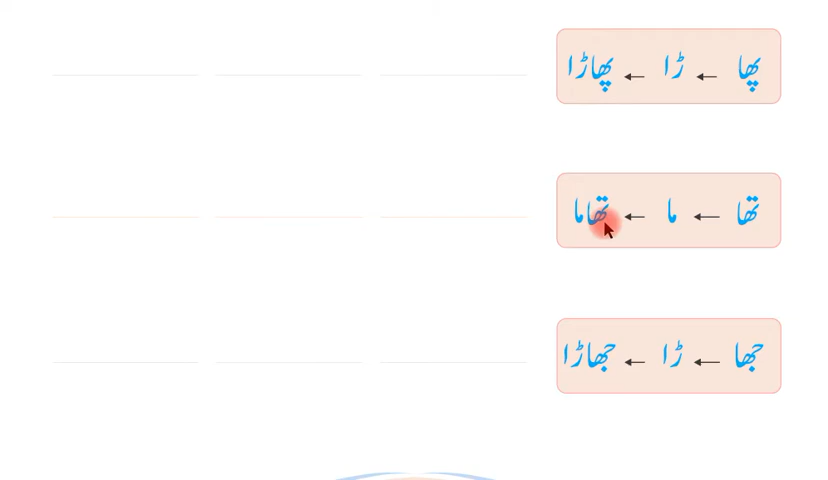 پھا ← ڑا ← پھاڑا
تھا ← ما ← تھاما
جھا ← ڑا ← جھاڑا